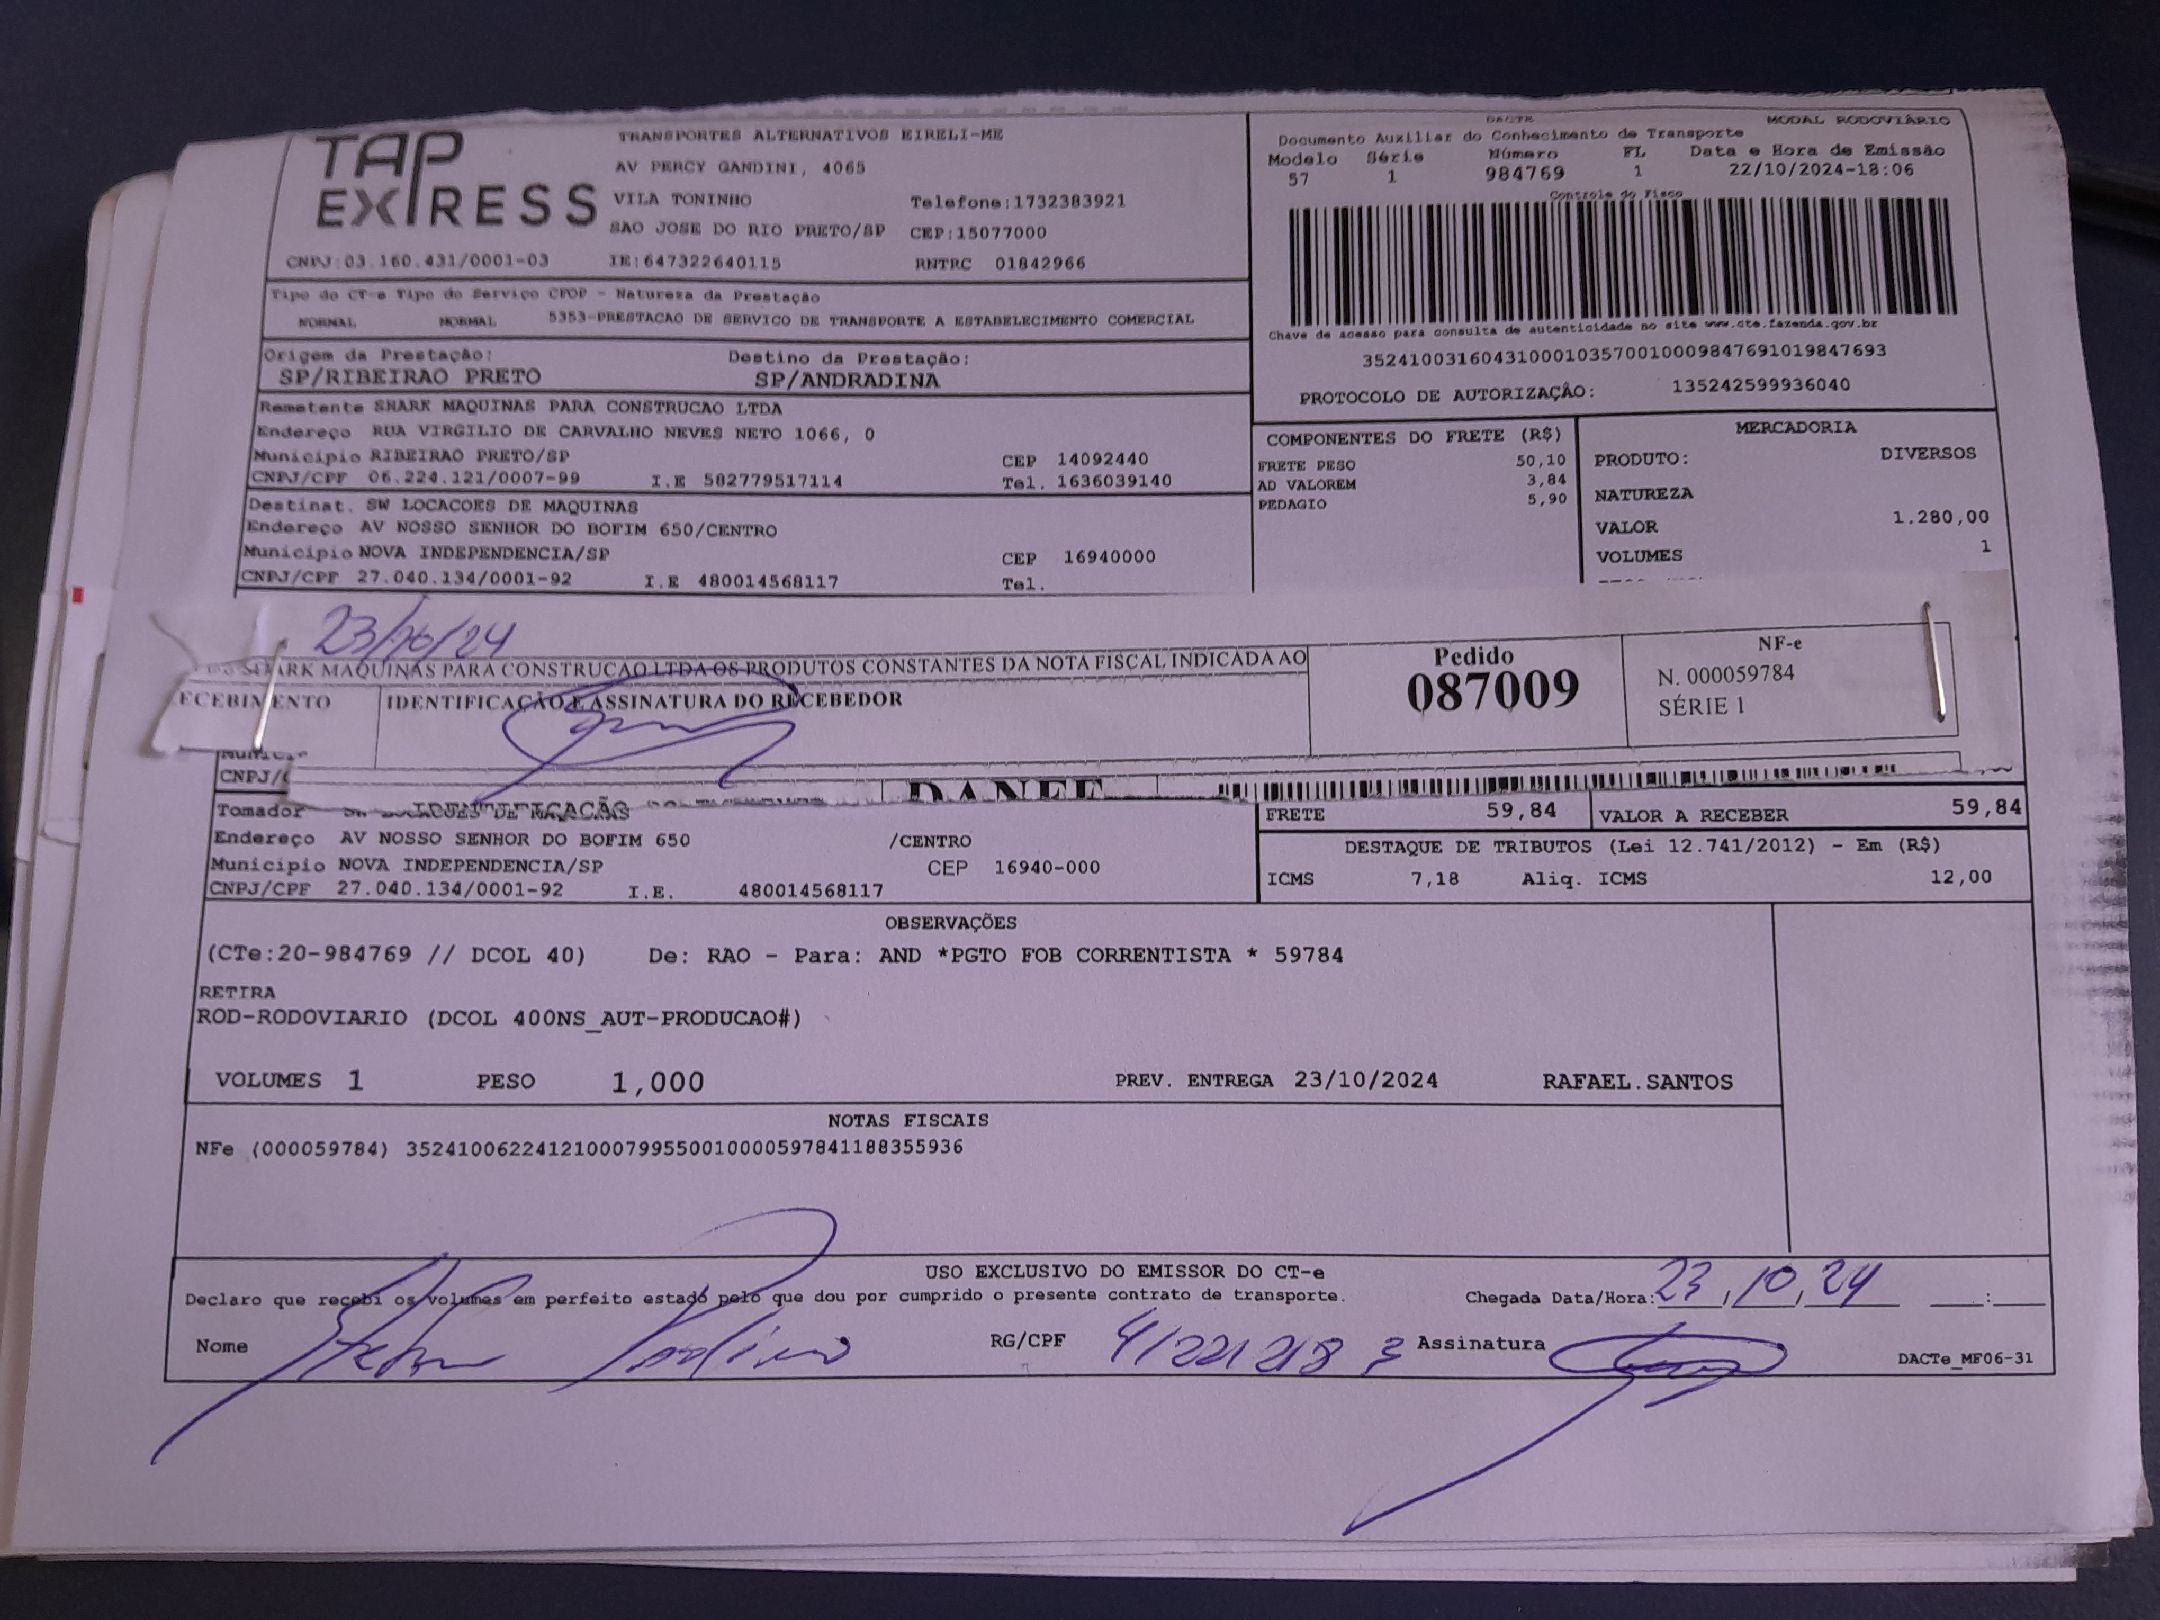 TAP EXPRESS
TRANSPORTES ALTERNATIVOS EIRELI-ME
AV PERCY GANDINI, 4065
VILA TONINHO Telefone:1732383921
SAO JOSE DO RIO PRETO/SP CEP:15077000
CNPJ:03.160.431/0001-03 IE:647322640115 RNTRC 01842966
DACTE MODAL RODOVIÁRIO
Documento Auxiliar do Conhecimento de Transporte
Modelo Série Número FL Data e Hora de Emissão
57 1 984769 1 22/10/2024-18:06
Controle do Fisco
Chave de acesso para consulta de autenticidade no site www.cte.fazenda.gov.br
35241003160431000103570010009847691019847693
PROTOCOLO DE AUTORIZAÇÃO: 135242599936040
Tipo do CT-e Tipo do Serviço CFOP - Natureza da Prestação
NORMAL NORMAL 5353-PRESTACAO DE SERVICO DE TRANSPORTE A ESTABELECIMENTO COMERCIAL
Origem da Prestação: Destino da Prestação:
SP/RIBEIRAO PRETO SP/ANDRADINA
Remetente SHARK MAQUINAS PARA CONSTRUCAO LTDA
Endereço RUA VIRGILIO DE CARVALHO NEVES NETO 1066, 0
Municipio RIBEIRAO PRETO/SP CEP 14092440
CNPJ/CPF 06.224.121/0007-99 I.E 582779517114 Tel. 1636039140
Destinat. SW LOCACOES DE MAQUINAS
Endereço AV NOSSO SENHOR DO BOFIM 650/CENTRO
Municipio NOVA INDEPENDENCIA/SP CEP 16940000
CNPJ/CPF 27.040.134/0001-92 I.E 480014568117 Tel.
COMPONENTES DO FRETE (R$)
FRETE PESO 50,10
AD VALOREM 3,84
PEDAGIO 5,90
MERCADORIA
PRODUTO: DIVERSOS
NATUREZA
VALOR 1.280,00
VOLUMES 1
23/10/24
SHARK MAQUINAS PARA CONSTRUCAO LTDA OS PRODUTOS CONSTANTES DA NOTA FISCAL INDICADA AO
ECEBIMENTO IDENTIFICAÇÃO E ASSINATURA DO RECEBEDOR
Pedido
087009
NF-e
N. 000059784
SÉRIE 1
CNPJ/C
DANFE
Tomador
Endereço AV NOSSO SENHOR DO BOFIM 650 /CENTRO
Municipio NOVA INDEPENDENCIA/SP CEP 16940-000
CNPJ/CPF 27.040.134/0001-92 I.E. 480014568117
FRETE 59,84 VALOR A RECEBER 59,84
DESTAQUE DE TRIBUTOS (Lei 12.741/2012) - Em (R$)
ICMS 7,18 Aliq. ICMS 12,00
OBSERVAÇÕES
(CTe:20-984769 // DCOL 40) De: RAO - Para: AND *PGTO FOB CORRENTISTA * 59784
RETIRA
ROD-RODOVIARIO (DCOL 400NS_AUT-PRODUCAO#)
VOLUMES 1 PESO 1,000 PREV. ENTREGA 23/10/2024 RAFAEL.SANTOS
NOTAS FISCAIS
NFe (000059784) 35241006224121000799550010000597841188355936
USO EXCLUSIVO DO EMISSOR DO CT-e
Declaro que recebi os volumes em perfeito estado pelo que dou por cumprido o presente contrato de transporte. Chegada Data/Hora: 23, 10, 24 :
Nome RG/CPF Assinatura
DACTe_MF06-31